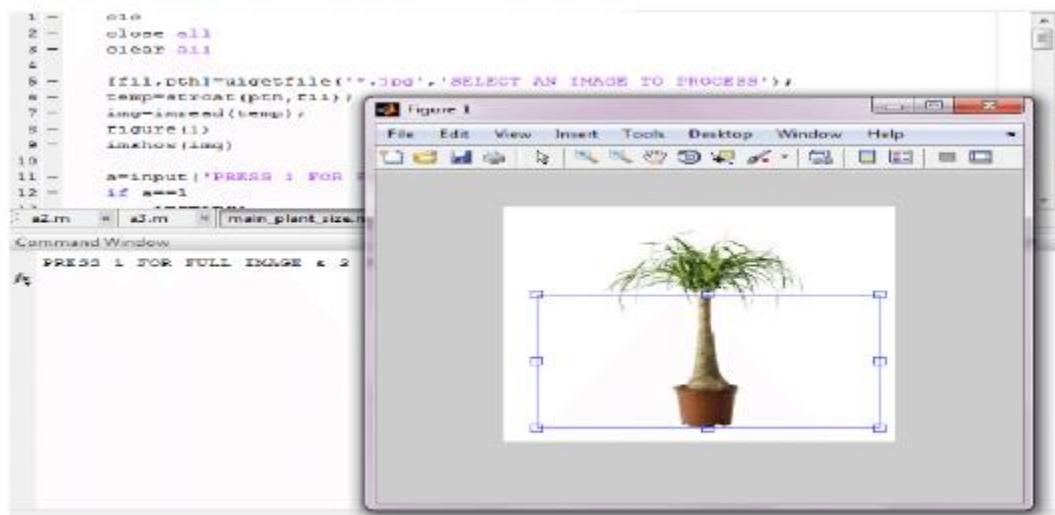 1 - clc
2 - close all
3 - clear all
4
5 - [fil,pth]=uigetfile('*.jpg','SELECT AN IMAGE TO PROCESS');
6 - temp=strcat(pth,fil);
7 - img=imread(temp);
8 - figure(1)
9 - imshow(img)
10
11 - a=input('PRESS 1 FOR
12 - if a==1
a2.m a3.m main_plant_size.m
Command Window
PRESS 1 FOR FULL IMAGE & 2
fx
Figure 1
File Edit View Insert Tools Desktop Window Help